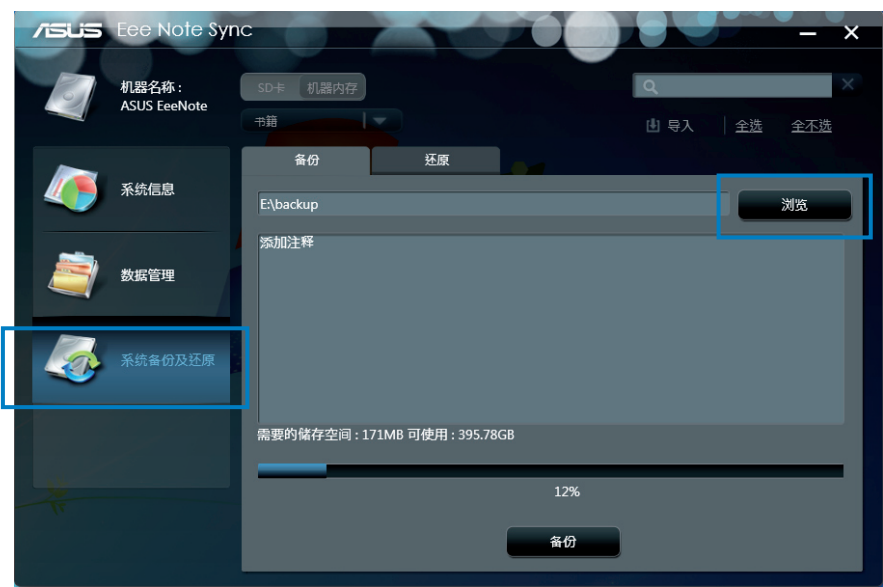 ASUS Eee Note Sync
机器名称 :
ASUS EeeNote
SD卡 机器内存
书籍
导入 全选 全不选
备份 还原
系统信息
E:\backup 浏览
添加注释
数据管理
系统备份及还原
需要的储存空间 : 171MB 可使用 : 395.78GB
12%
备份